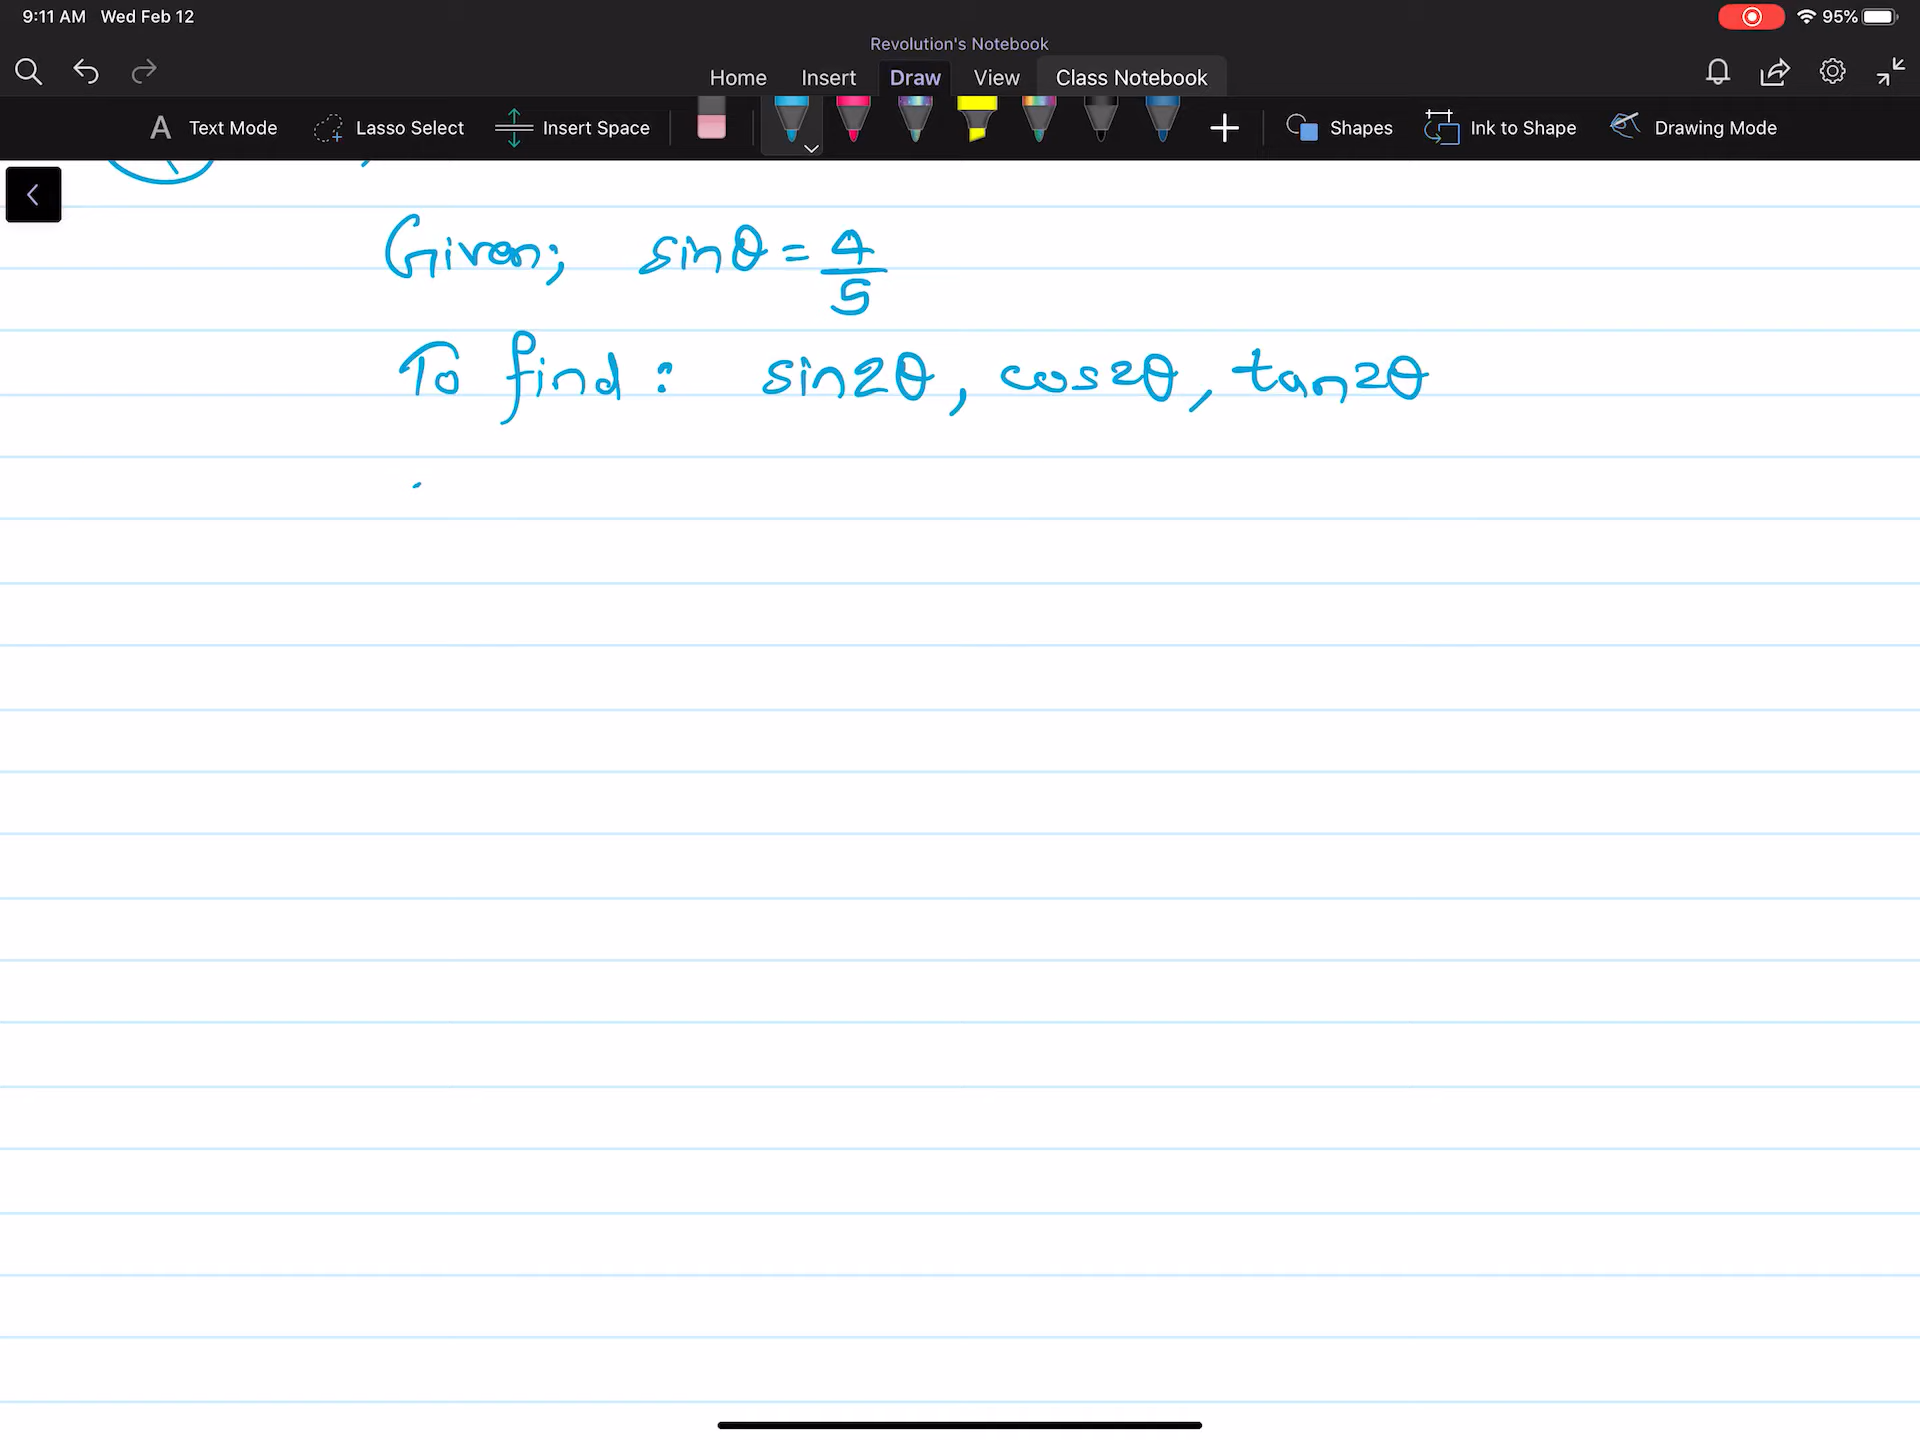 9:11 AM Wed Feb 12
95%
Revolution's Notebook
Home Insert Draw View Class Notebook
A Text Mode Lasso Select Insert Space Shapes Ink to Shape Drawing Mode
Given; sinθ = 4/5
To find : sin2θ, cos2θ, tan2θ